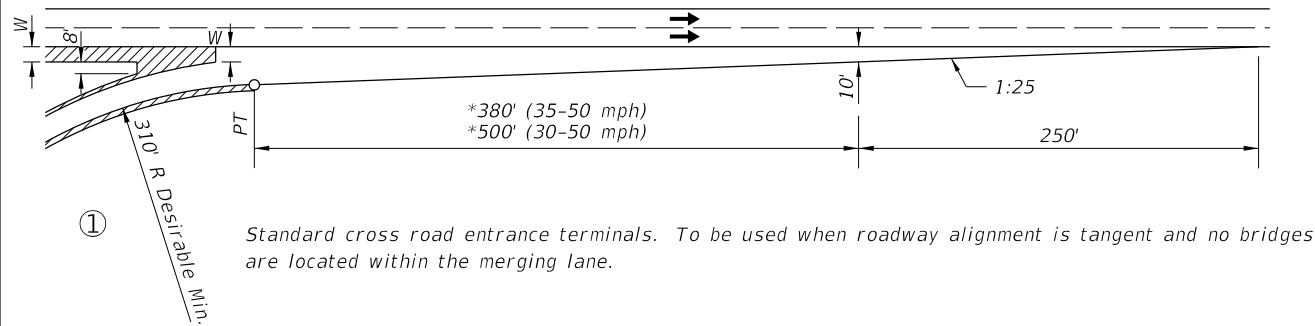 W
8'
W
10'
1:25
*380' (35-50 mph)
*500' (30-50 mph)
PT
250'
310' R Desirable Min.
①
Standard cross road entrance terminals. To be used when roadway alignment is tangent and no bridges
are located within the merging lane.